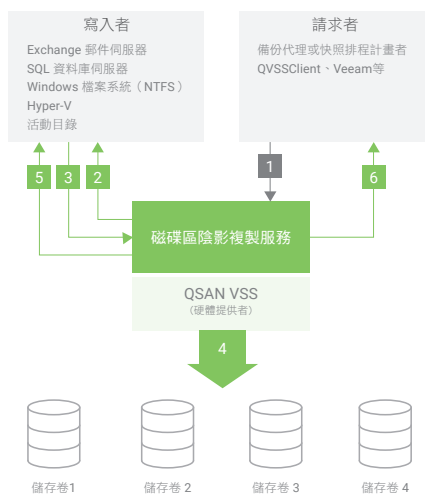 寫入者
Exchange 郵件伺服器
SQL 資料庫伺服器
Windows 檔案系統（NTFS）
Hyper-V
活動目錄
請求者
備份代理或快照排程計畫者
QVSSClient、Veeam等
5
3
2
1
6
磁碟區陰影複製服務
QSAN VSS
（硬體提供者）
4
儲存卷1
儲存卷 2
儲存卷 3
儲存卷 4